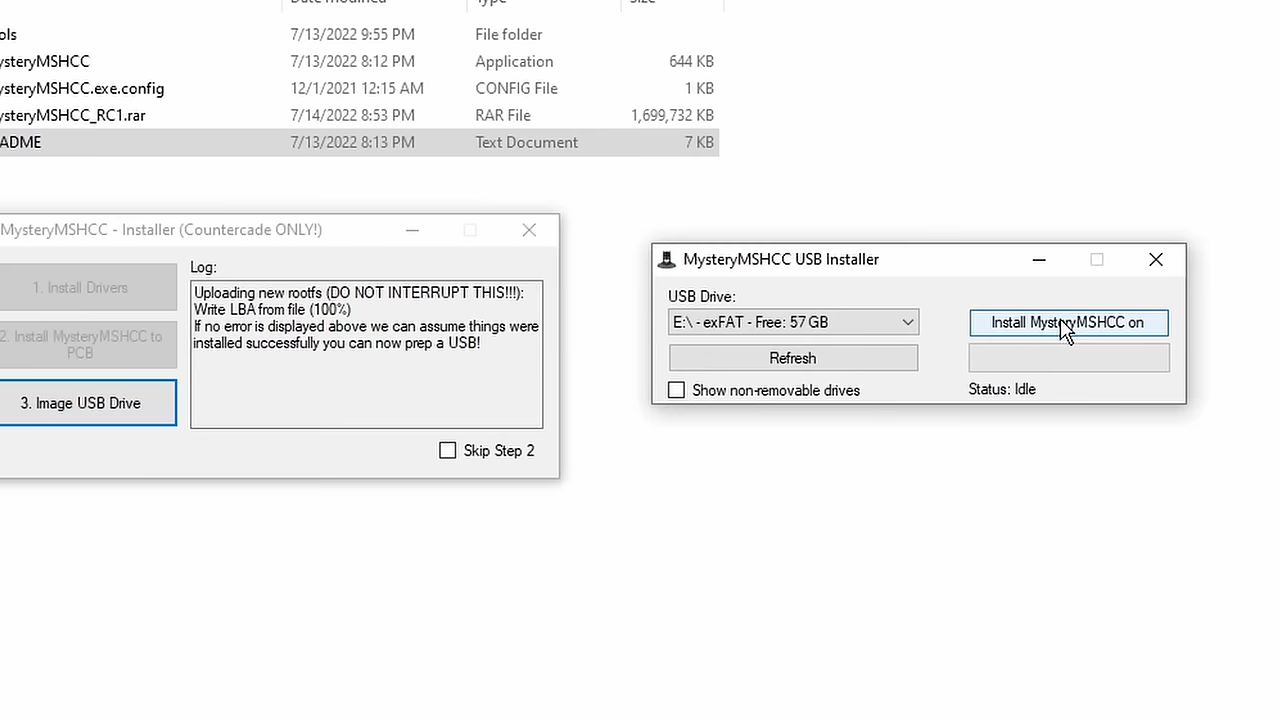 Date modified Type Size
ols 7/13/2022 9:55 PM File folder
ysteryMSHCC 7/13/2022 8:12 PM Application 644 KB
ysteryMSHCC.exe.config 12/1/2021 12:15 AM CONFIG File 1 KB
ysteryMSHCC_RC1.rar 7/14/2022 8:53 PM RAR File 1,699,732 KB
ADME 7/13/2022 8:13 PM Text Document 7 KB
MysteryMSHCC - Installer (Countercade ONLY!)
1. Install Drivers
2. Install MysteryMSHCC to
PCB
3. Image USB Drive
Log:
Uploading new rootfs (DO NOT INTERRUPT THIS!!!):
Write LBA from file (100%)
If no error is displayed above we can assume things were
installed successfully you can now prep a USB!
Skip Step 2
MysteryMSHCC USB Installer
USB Drive:
E:\ - exFAT - Free: 57 GB
Install MysteryMSHCC on
Refresh
Show non-removable drives
Status: Idle